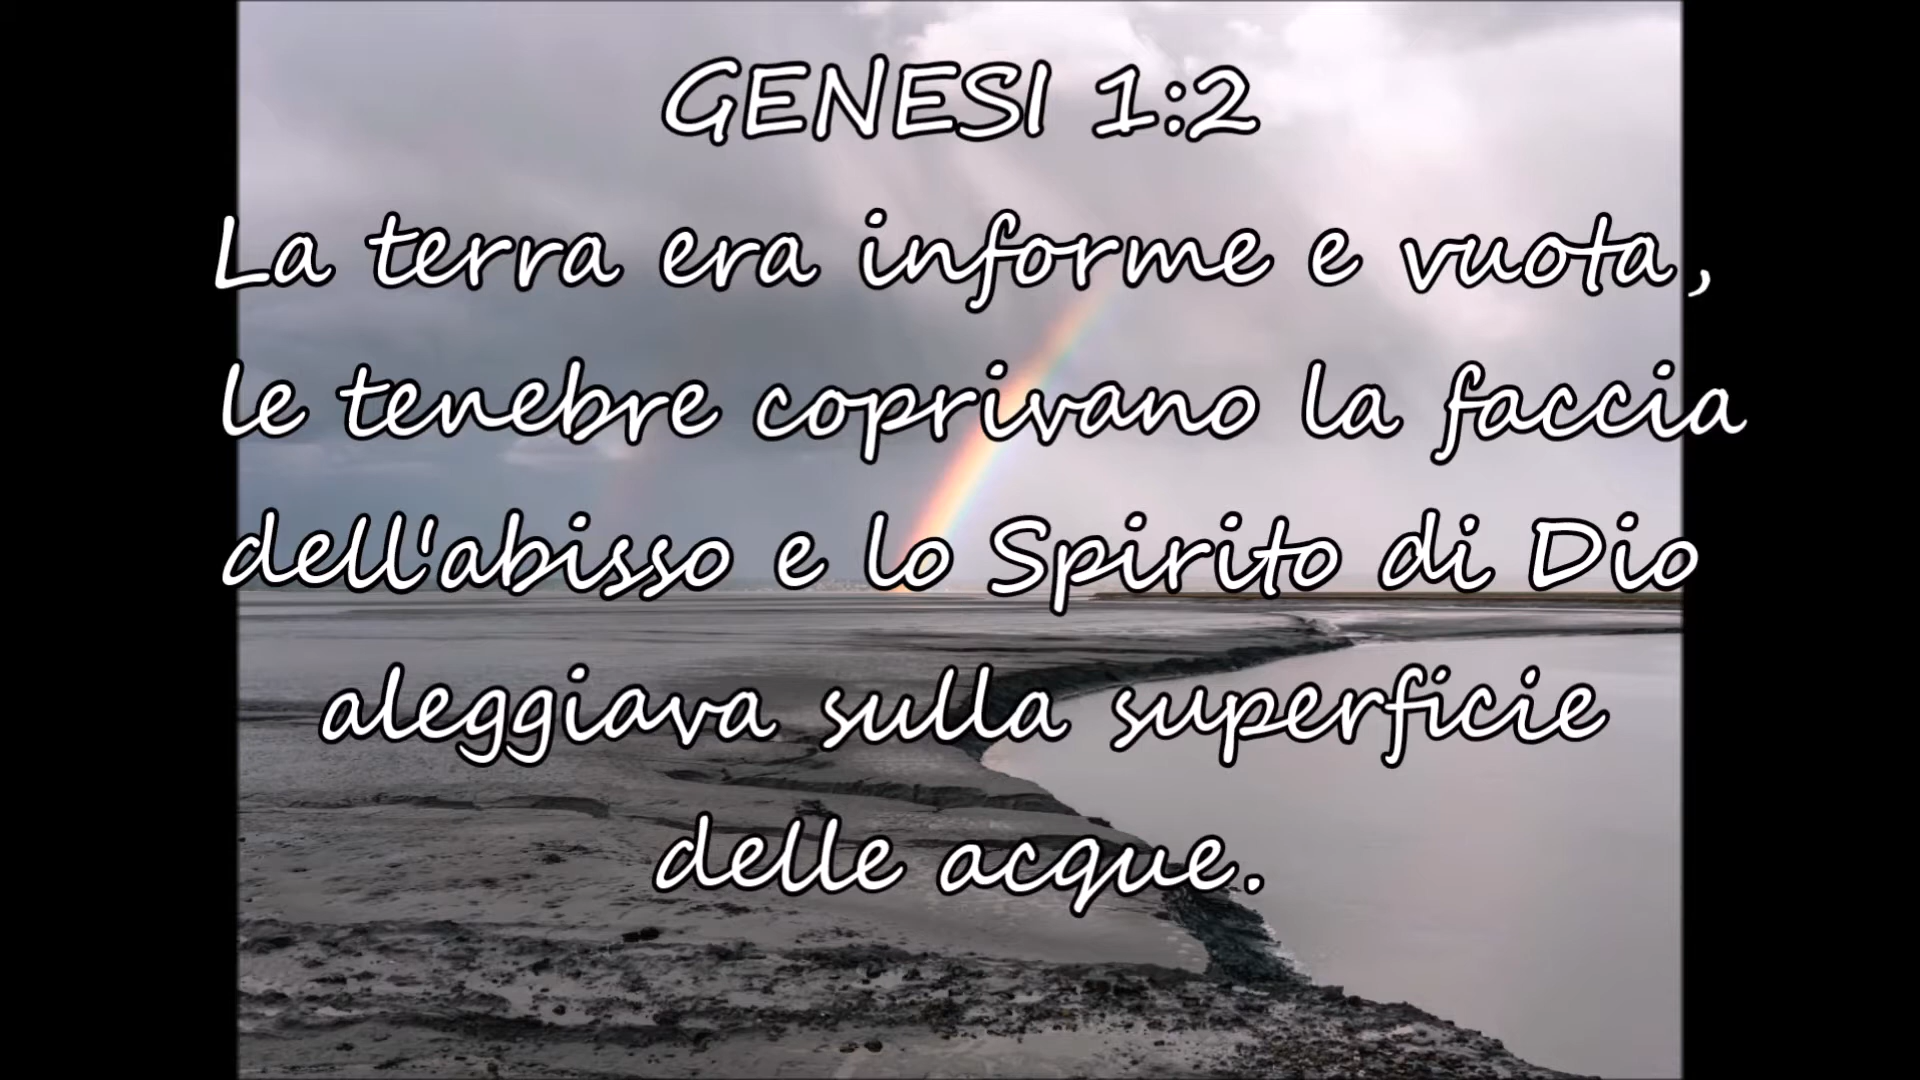 GENESI 1:2
La terra era informe e vuota,
le tenebre coprivano la faccia
dell'abisso e lo Spirito di Dio
aleggiava sulla superficie
delle acque.